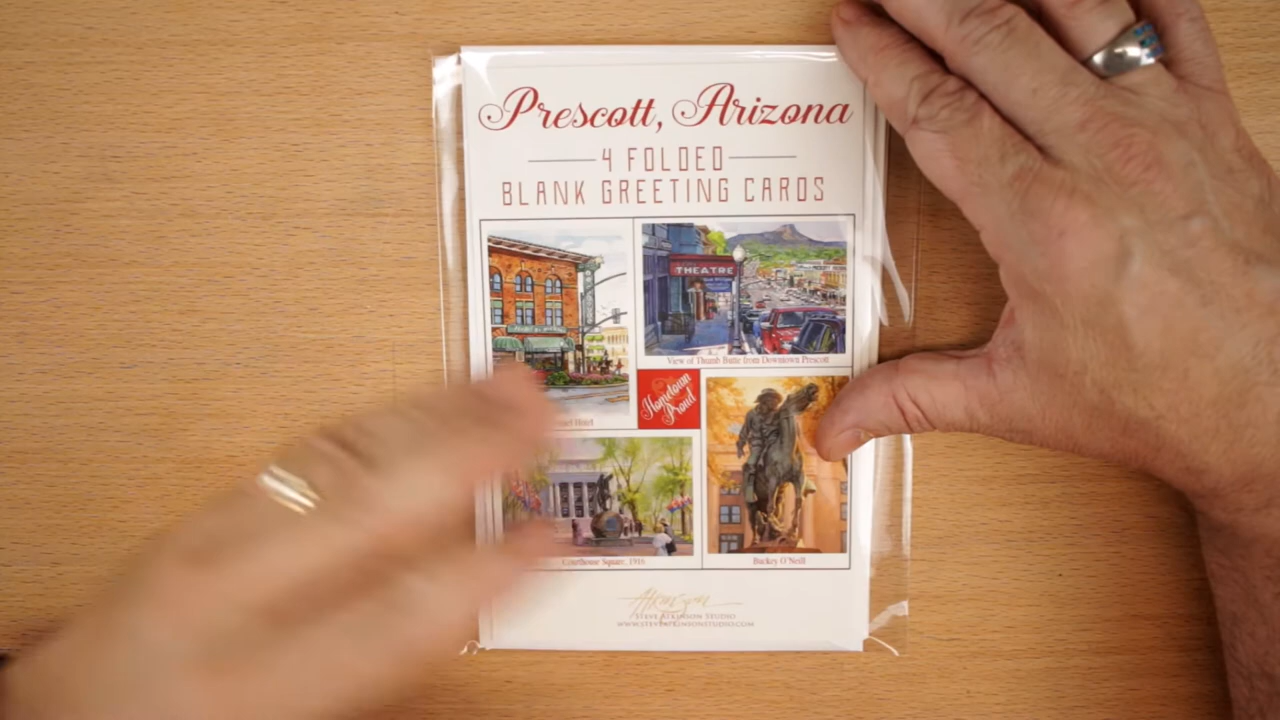 Prescott, Arizona
4 FOLDED
BLANK GREETING CARDS
THEATRE
View of Thumb Butte from Downtown Prescott
Hometown
Proud
Hotel
Courthouse Square, 1916
Buckey O'Neill
Atkinson
STEVE ATKINSON STUDIO
WWW.STEVEATKINSONSTUDIO.COM